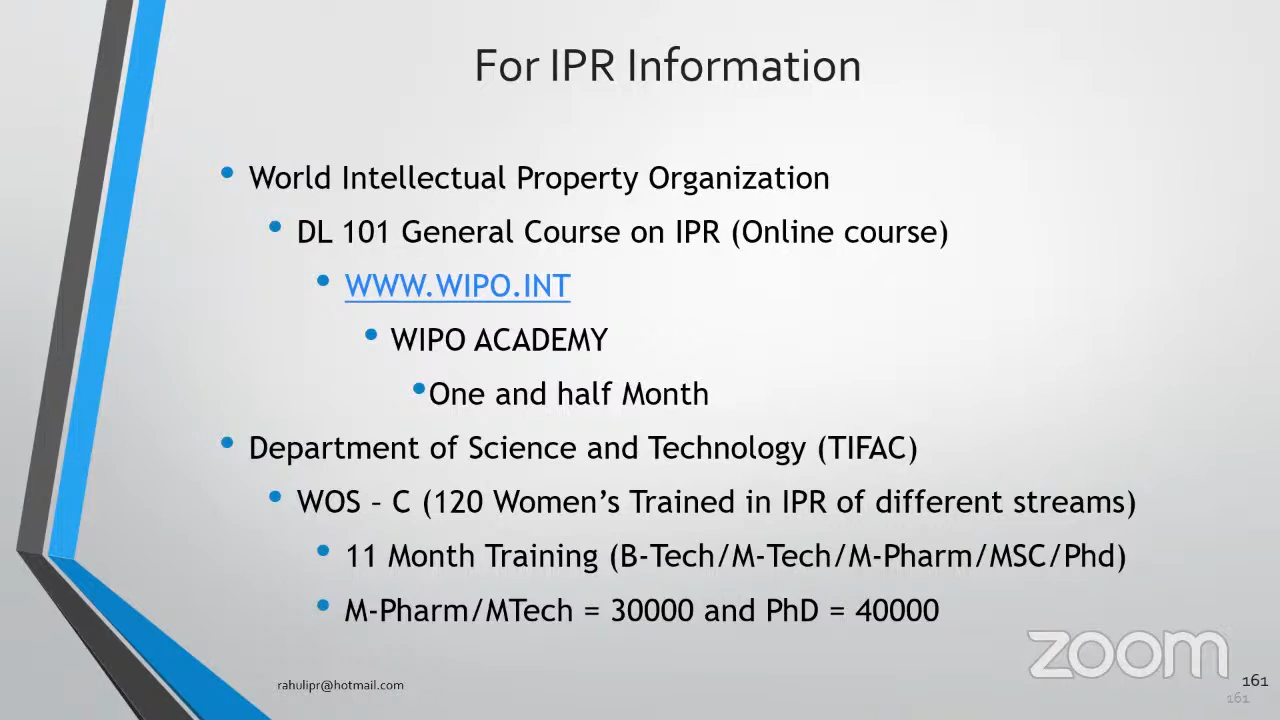 For IPR Information
• World Intellectual Property Organization
• DL 101 General Course on IPR (Online course)
• WWW.WIPO.INT
• WIPO ACADEMY
• One and half Month
• Department of Science and Technology (TIFAC)
• WOS – C (120 Women’s Trained in IPR of different streams)
• 11 Month Training (B-Tech/M-Tech/M-Pharm/MSC/Phd)
• M-Pharm/MTech = 30000 and PhD = 40000
zoom
rahulipr@hotmail.com
161
161